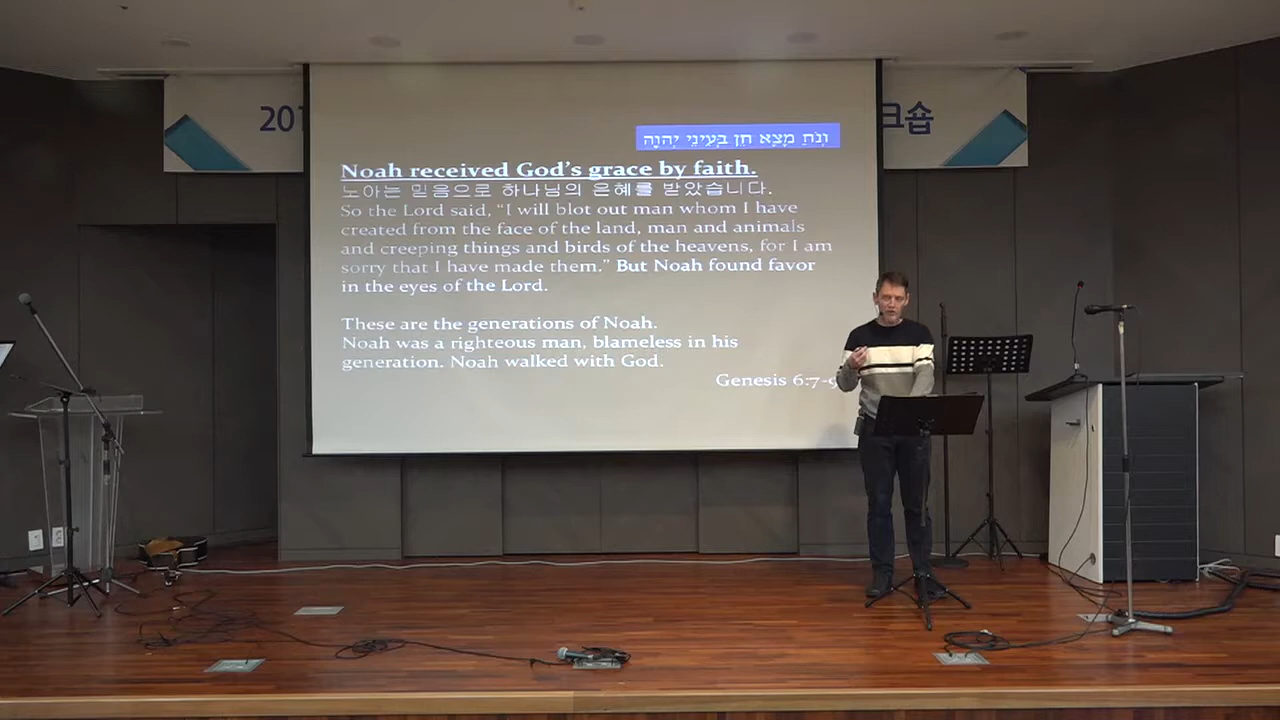 201
크숍
וְנֹחַ מָצָא חֵן בְּעֵינֵי יְהוָה
Noah received God's grace by faith.
노아는 믿음으로 하나님의 은혜를 받았습니다.
So the Lord said, "I will blot out man whom I have
created from the face of the land, man and animals
and creeping things and birds of the heavens, for I am
sorry that I have made them." But Noah found favor
in the eyes of the Lord.
These are the generations of Noah.
Noah was a righteous man, blameless in his
generation. Noah walked with God.
Genesis 6:7-9